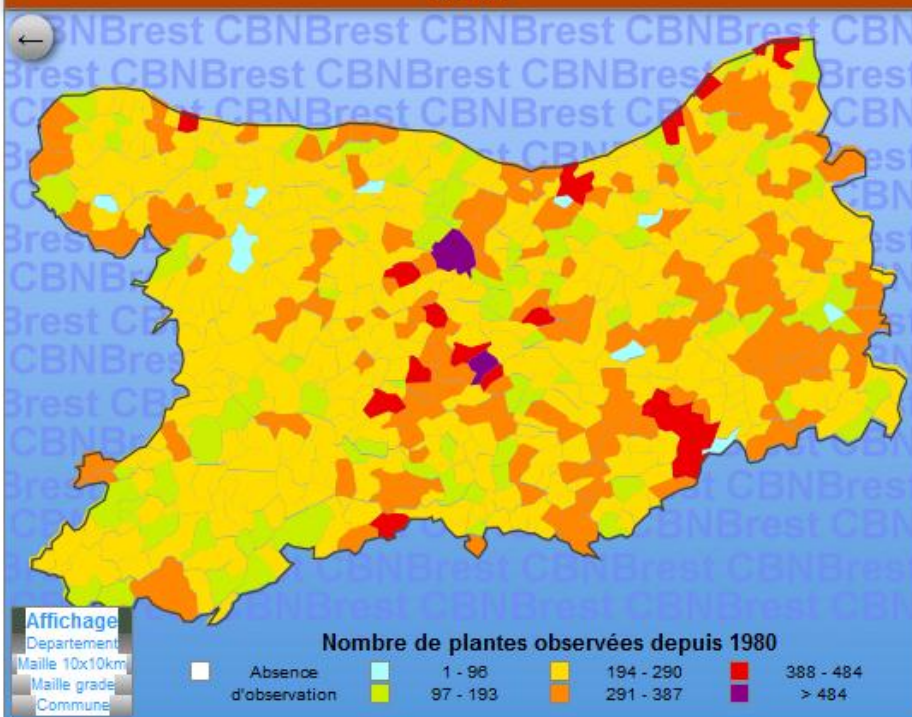 CBNBrest CBNBrest CBNBrest CBNBrest
Affichage
Departement
Maille 10x10km
Maille grade
Commune
Nombre de plantes observées depuis 1980
Absence d'observation
1 - 96
97 - 193
194 - 290
291 - 387
388 - 484
> 484